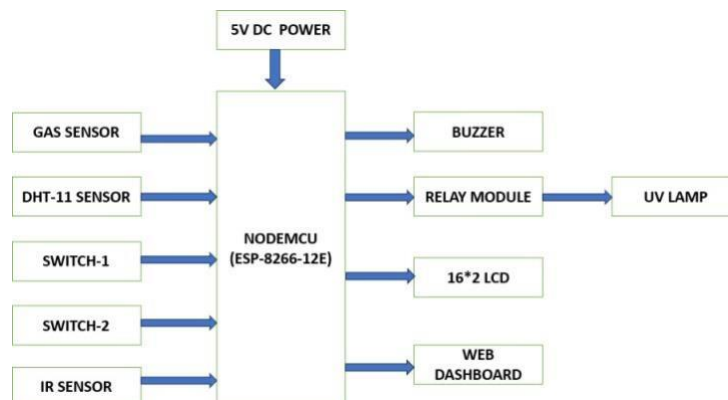 5V DC POWER
GAS SENSOR
DHT-11 SENSOR
SWITCH-1
SWITCH-2
IR SENSOR
NODEMCU
(ESP-8266-12E)
BUZZER
RELAY MODULE
UV LAMP
16*2 LCD
WEB
DASHBOARD